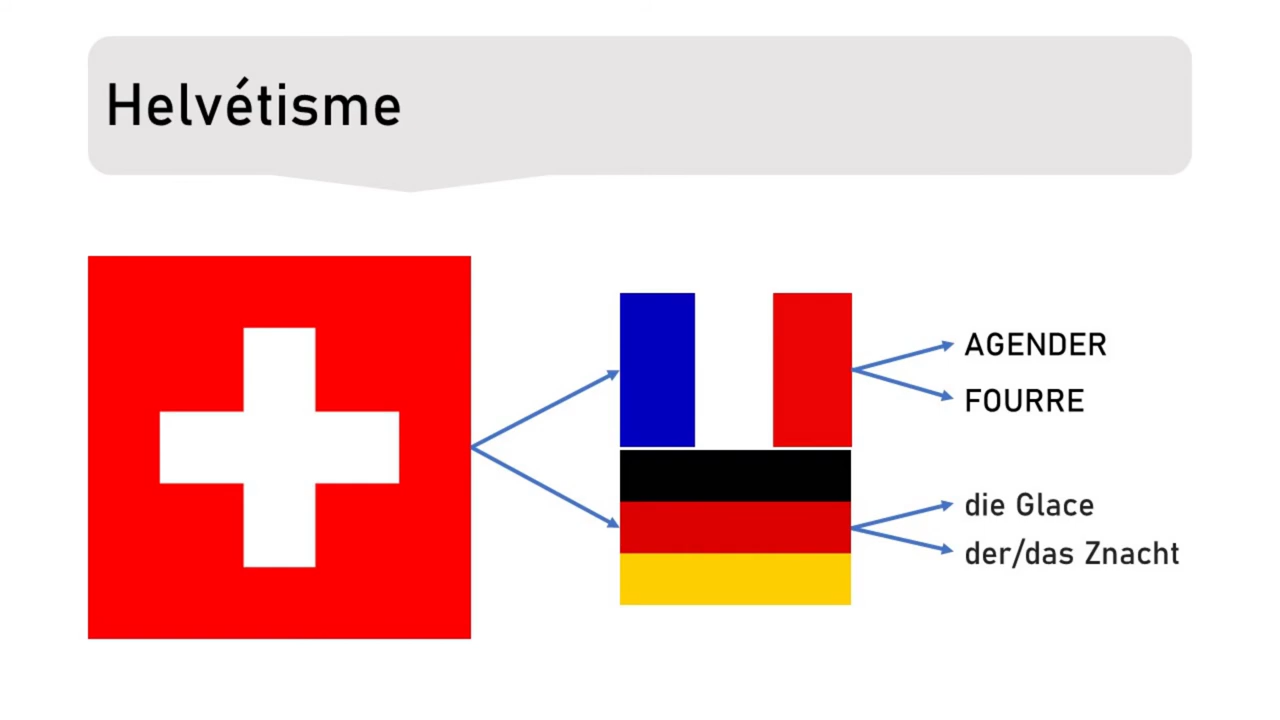 Helvétisme
AGENDER
FOURRE
die Glace
der/das Znacht